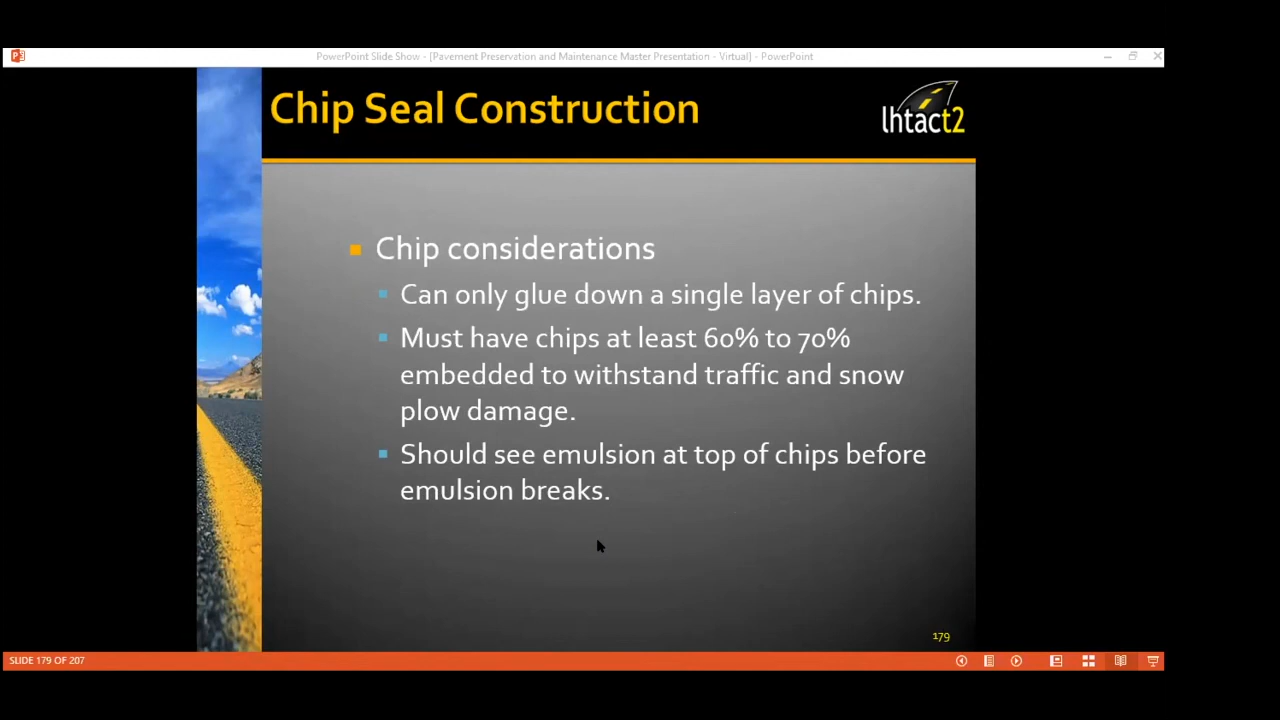 PowerPoint Slide Show - [Pavement Preservation and Maintenance Master Presentation - Virtual] - PowerPoint
Chip Seal Construction
lhtact2
Chip considerations
Can only glue down a single layer of chips.
Must have chips at least 60% to 70%
embedded to withstand traffic and snow
plow damage.
Should see emulsion at top of chips before
emulsion breaks.
179
SLIDE 179 OF 207